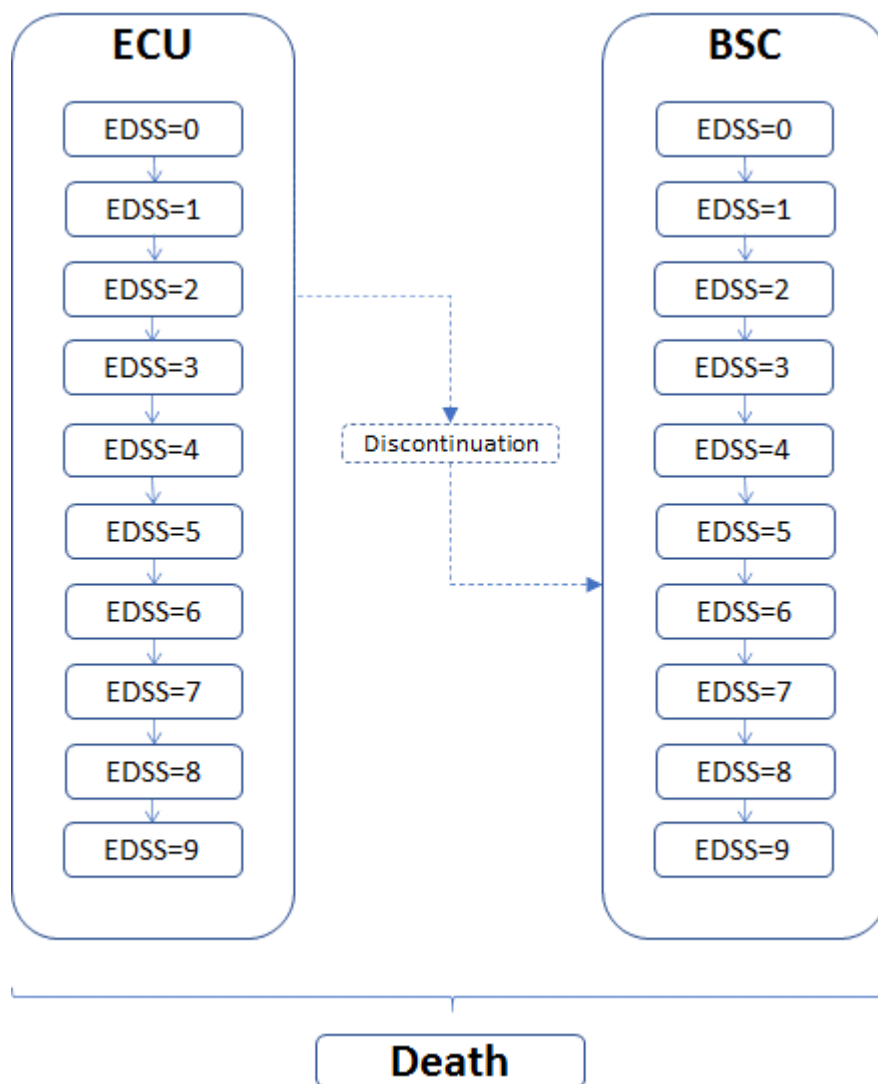 ECU
EDSS=0
EDSS=1
EDSS=2
EDSS=3
EDSS=4
EDSS=5
EDSS=6
EDSS=7
EDSS=8
EDSS=9
Discontinuation
BSC
EDSS=0
EDSS=1
EDSS=2
EDSS=3
EDSS=4
EDSS=5
EDSS=6
EDSS=7
EDSS=8
EDSS=9
Death